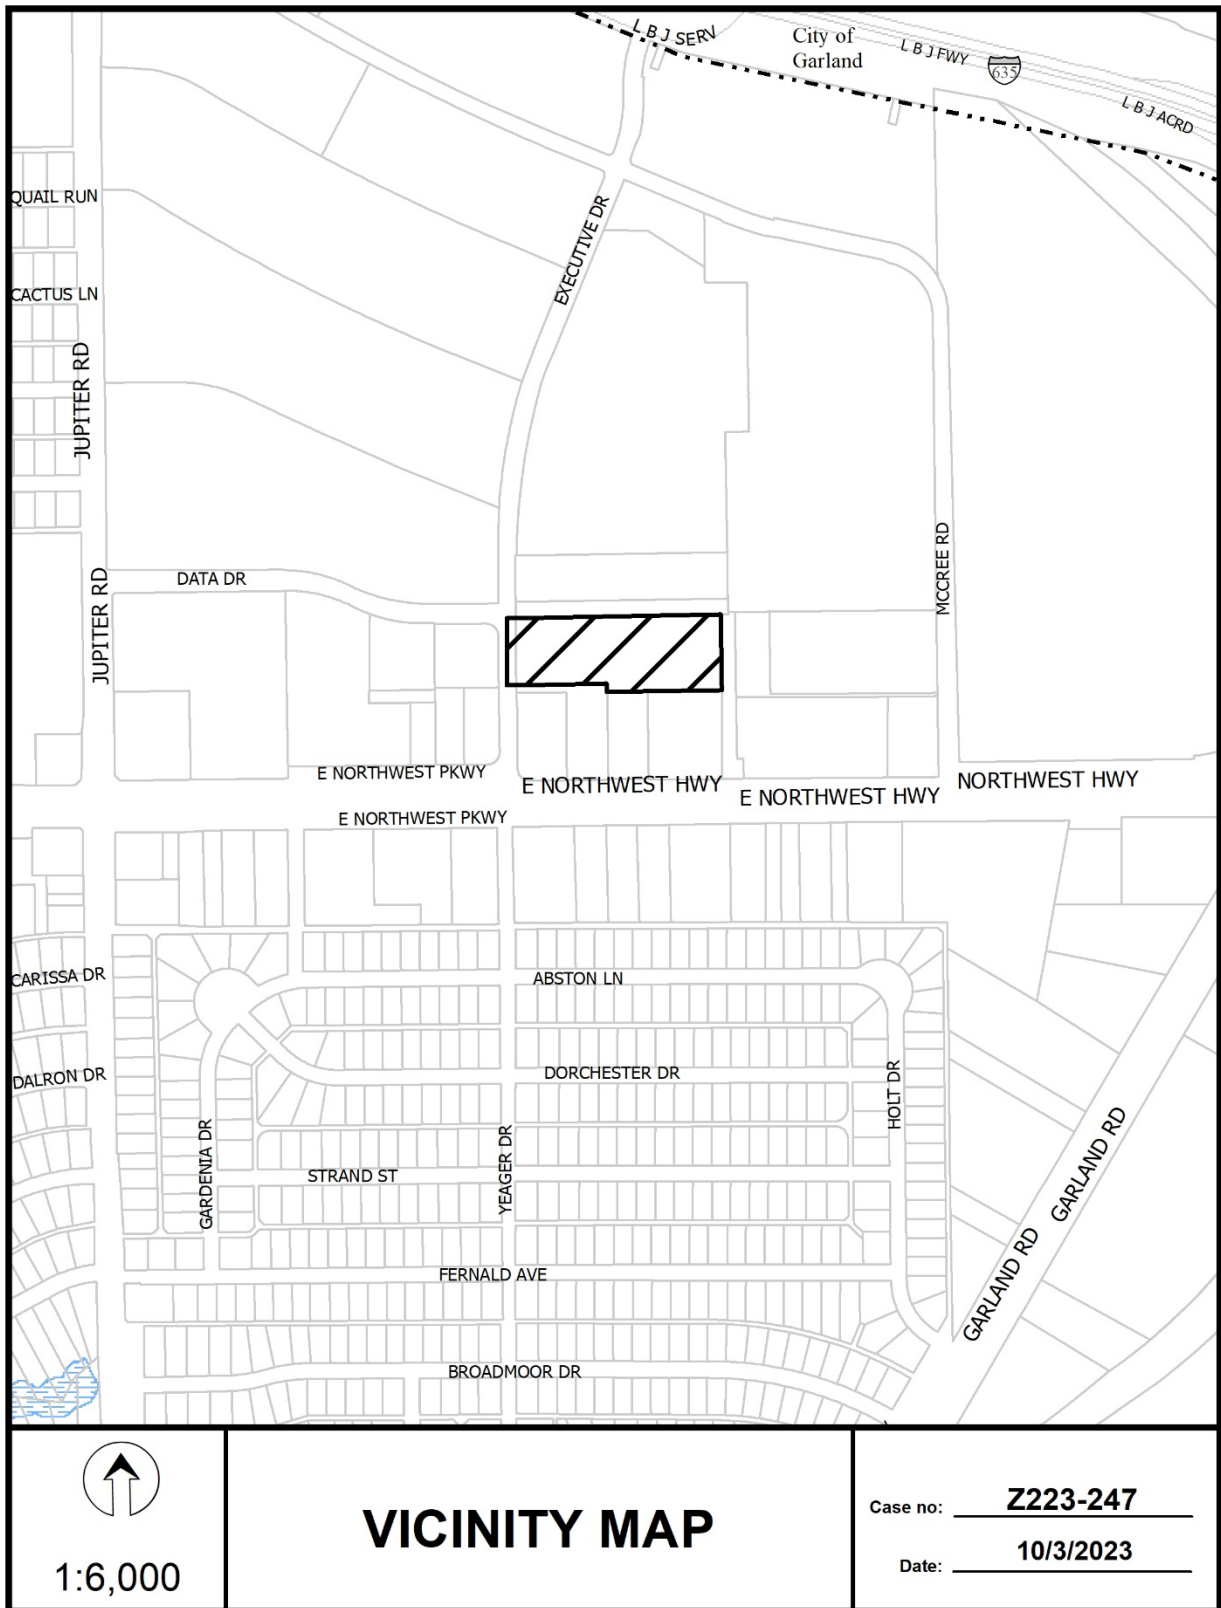 L B J SERV
City of
Garland
L B J FWY
635
L B J ACRD
QUAIL RUN
EXECUTIVE DR
CACTUS LN
JUPITER RD
MCCREE RD
DATA DR
JUPITER RD
E NORTHWEST PKWY
E NORTHWEST HWY
E NORTHWEST HWY
NORTHWEST HWY
E NORTHWEST PKWY
CARISSA DR
ABSTON LN
DALRON DR
DORCHESTER DR
HOLT DR
GARDENIA DR
STRAND ST
YEAGER DR
GARLAND RD
GARLAND RD
FERNALD AVE
BROADMOOR DR
1:6,000
VICINITY MAP
Case no: Z223-247
Date: 10/3/2023